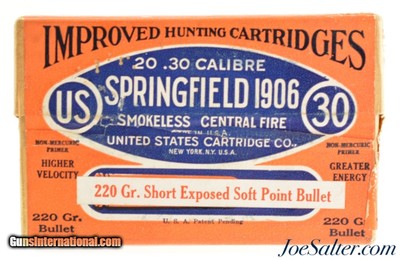 IMPROVED HUNTING CARTRIDGES
20 .30 CALIBRE
US SPRINGFIELD 1906 30
SMOKELESS CENTRAL FIRE
MADE IN U.S.A.
UNITED STATES CARTRIDGE CO.,
NEW YORK, N.Y. U.S.A.
NON-MERCURIC
PRIMER
HIGHER
VELOCITY
NON-MERCURIC
PRIMER
GREATER
ENERGY
220 Gr. Short Exposed Soft Point Bullet
220 Gr.
Bullet
U. S. A. Patent Pending
220 G
Bullet
GunsInternational.com
JoeSalter.com